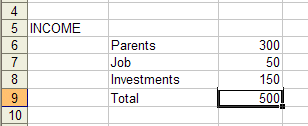 4
5 INCOME
6 Parents 300
7 Job 50
8 Investments 150
9 Total 500
10